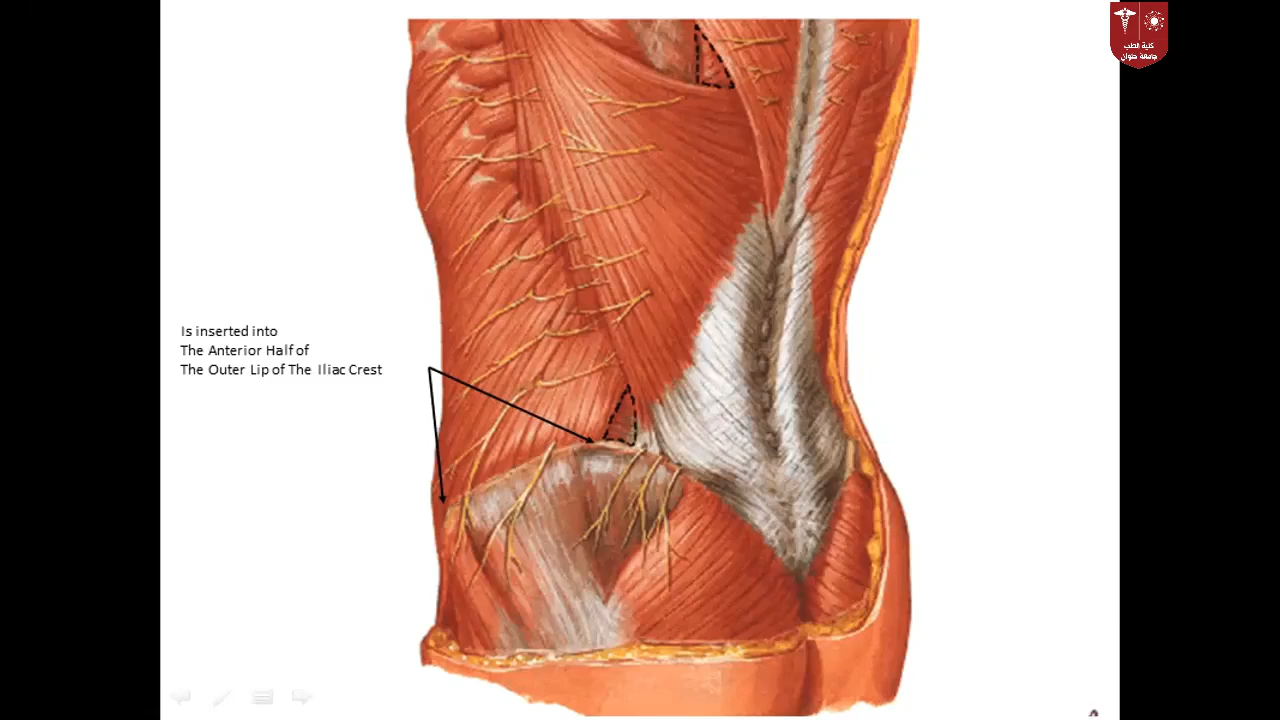 كلية الطب
جامعة حلوان
Is inserted into
The Anterior Half of
The Outer Lip of The Iliac Crest